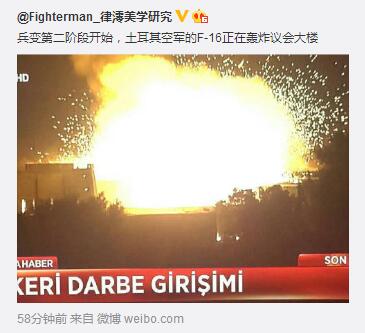 @Fighterman_律澪美学研究
兵变第二阶段开始，土耳其空军的F-16正在轰炸议会大楼
HD
AHABER
SON
KERİ DARBE GİRİŞİMİ
58分钟前 来自 微博 weibo.com